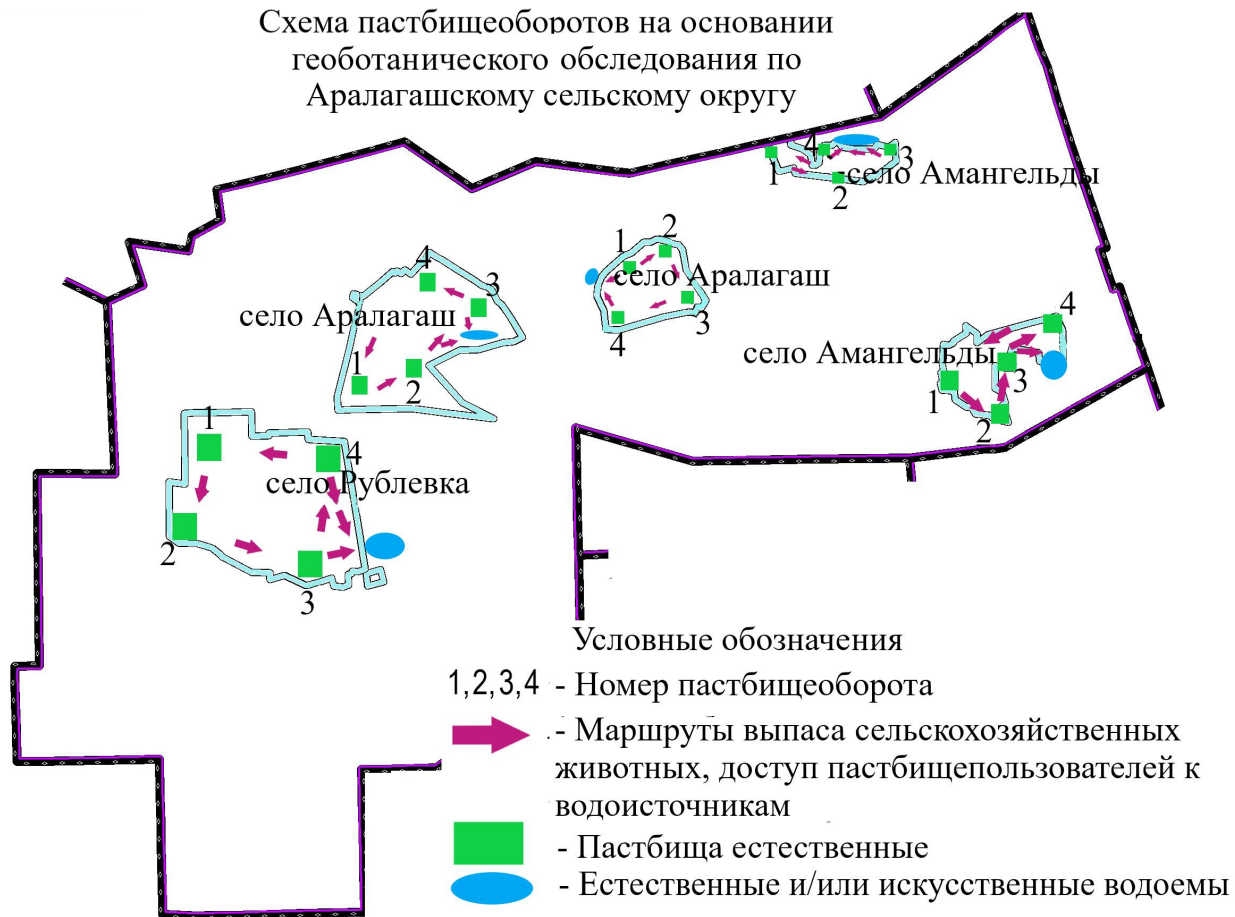 Схема пастбищеоборотов на основании
геоботанического обследования по
Аралагашскому сельскому округу
4
1
3
село Амангельды
2
1
2
село Аралагаш
3
4
4
3
село Аралагаш
1
2
4
село Амангельды
3
1
2
1
4
село Рублевка
2
3
Условные обозначения
1,2,3,4 - Номер пастбищеоборота
- Маршруты выпаса сельскохозяйственных
животных, доступ пастбищепользователей к
водоисточникам
- Пастбища естественные
- Естественные и/или искусственные водоемы